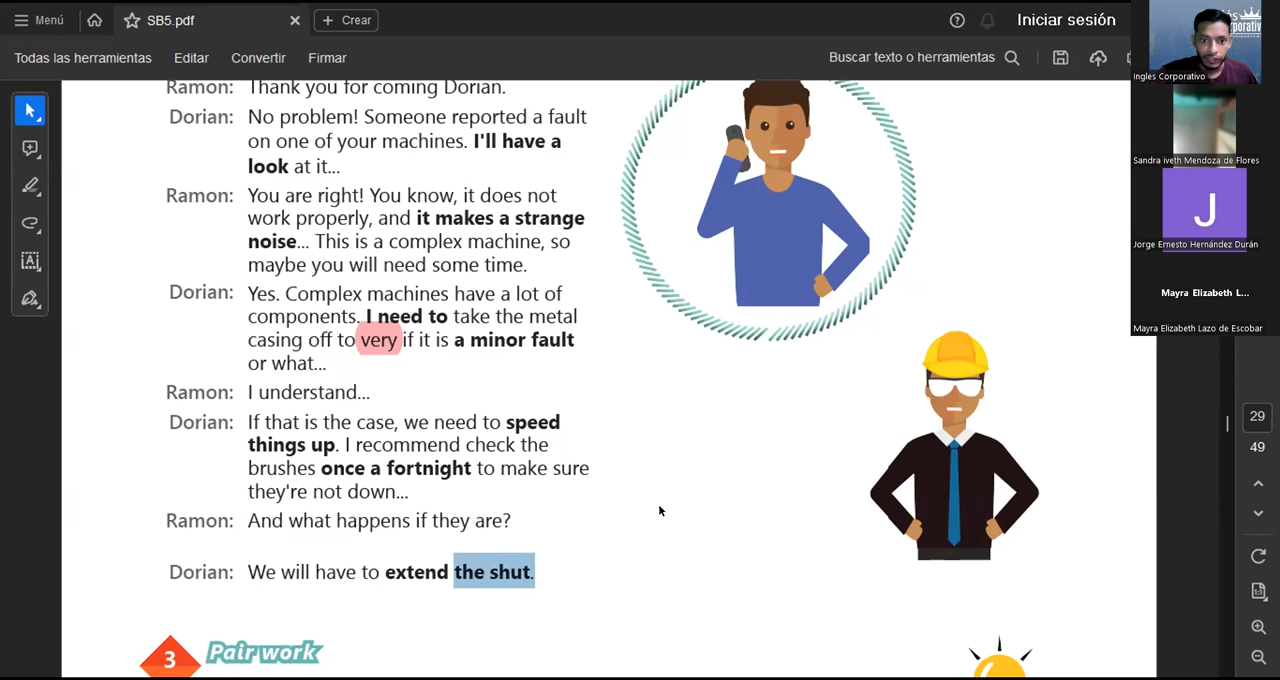 Menú
SB5.pdf
+ Crear
Iniciar sesión
Todas las herramientas
Editar
Convertir
Firmar
Buscar texto o herramientas
Ramon: Thank you for coming Dorian.
Dorian: No problem! Someone reported a fault
on one of your machines. I'll have a
look at it...
Ramon: You are right! You know, it does not
work properly, and it makes a strange
noise... This is a complex machine, so
maybe you will need some time.
Dorian: Yes. Complex machines have a lot of
components. I need to take the metal
casing off to very if it is a minor fault
or what...
Ramon: I understand...
Dorian: If that is the case, we need to speed
things up. I recommend check the
brushes once a fortnight to make sure
they're not down...
Ramon: And what happens if they are?
Dorian: We will have to extend the shut.
3 Pair work
29
49
Ingles Corporativo
Sandra iveth Mendoza de Flores
J
Jorge Ernesto Hernández Durán
Mayra Elizabeth L...
Mayra Elizabeth Lazo de Escobar